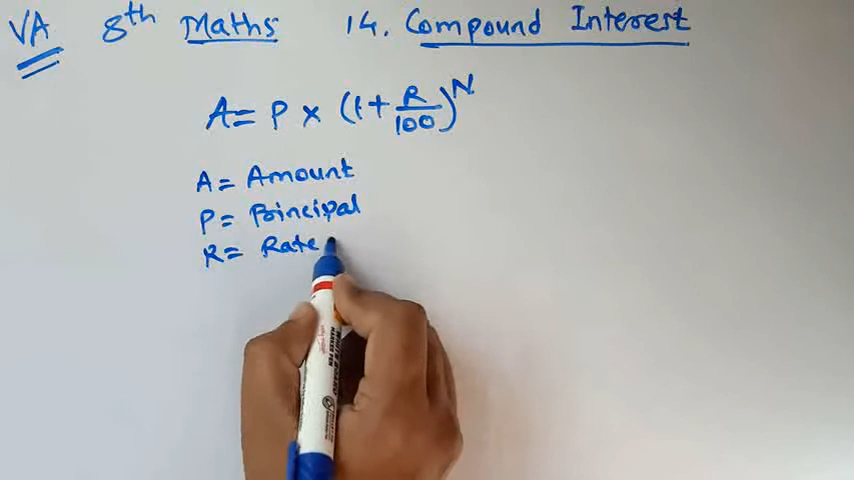 VA 8th Maths 14. Compound Interest
A = P × (1 + R/100)^N
A = Amount
P = Principal
R = Rate